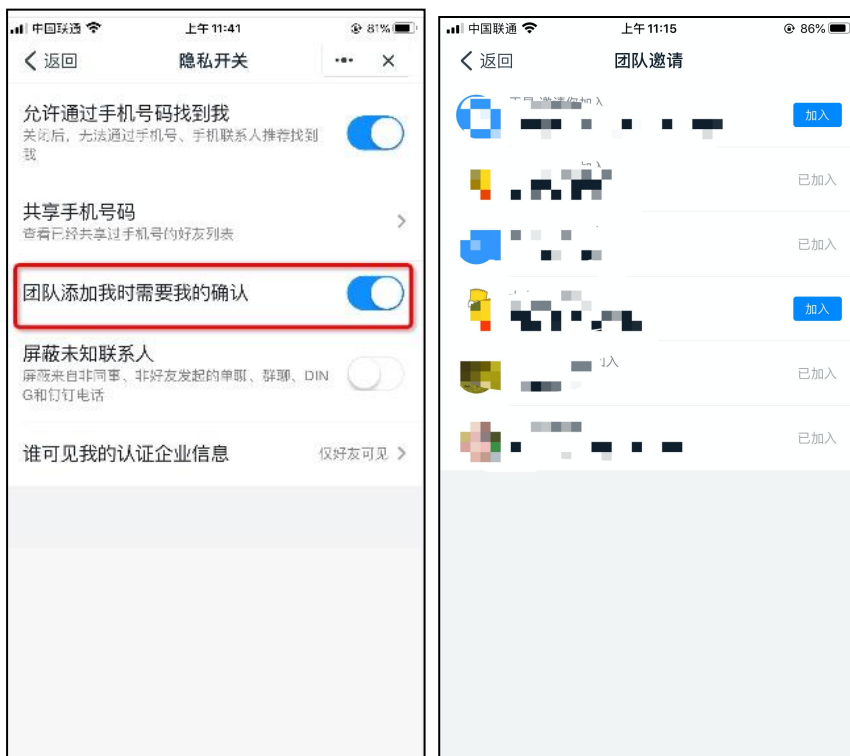 中国联通
上午 11:41
81%
返回
隐私开关
允许通过手机号码找到我
关闭后，无法通过手机号、手机联系人推荐找到
我
共享手机号码
查看已经共享过手机号的好友列表
团队添加我时需要我的确认
屏蔽未知联系人
屏蔽来自非同事、非好友发起的单聊、群聊、DIN
G和钉钉电话
谁可见我的认证企业信息
仅好友可见
中国联通
上午 11:15
86%
返回
团队邀请
加入
已加入
已加入
加入
已加入
已加入